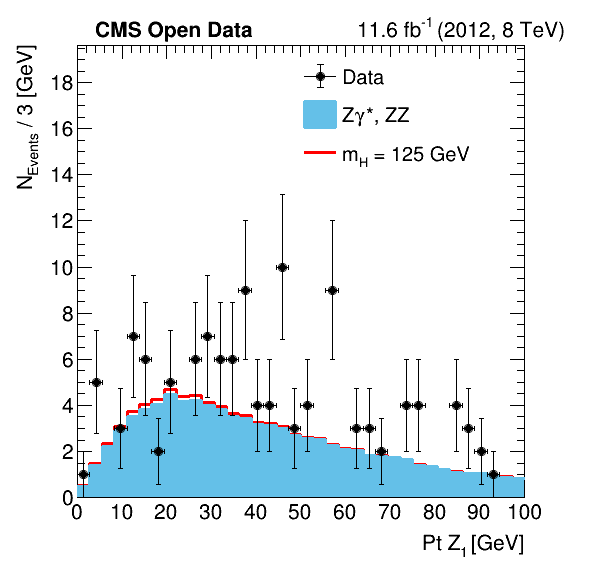 CMS Open Data 11.6 fb⁻¹ (2012, 8 TeV)
N_Events / 3 [GeV]
18
16
14
12
10
8
6
4
2
0
Data
Zγ*, ZZ
m_H = 125 GeV
0 10 20 30 40 50 60 70 80 90 100
Pt Z₁ [GeV]